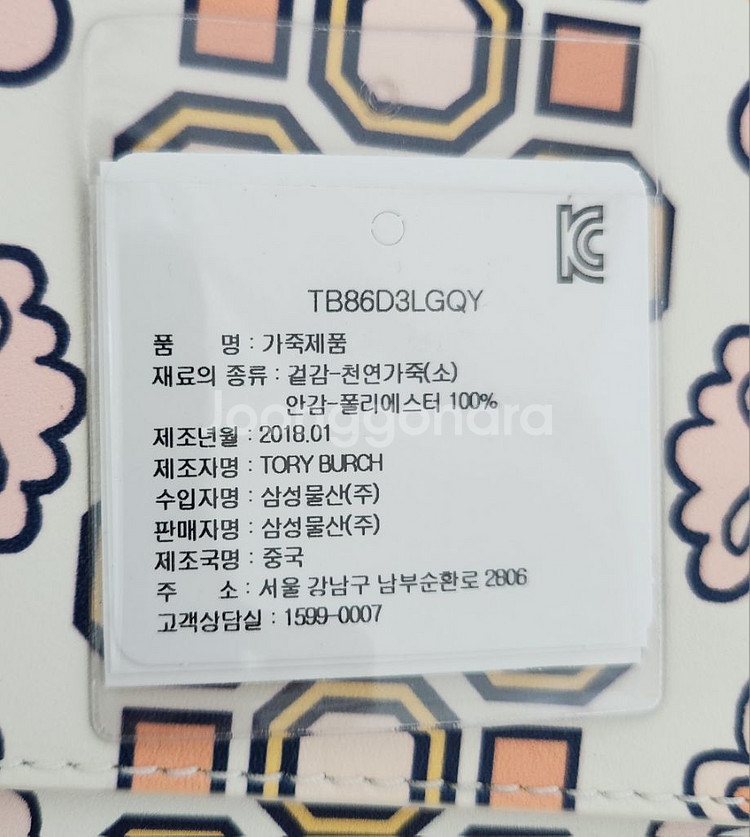 KC
TB86D3LGQY
품 명 : 가죽제품
재료의 종류 : 겉감-천연가죽(소)
안감-폴리에스터 100%
joonggonara
제조년월 : 2018.01
제조자명 : TORY BURCH
수입자명 : 삼성물산(주)
판매자명 : 삼성물산(주)
제조국명 : 중국
주 소 : 서울 강남구 남부순환로 2806
고객상담실 : 1599-0007